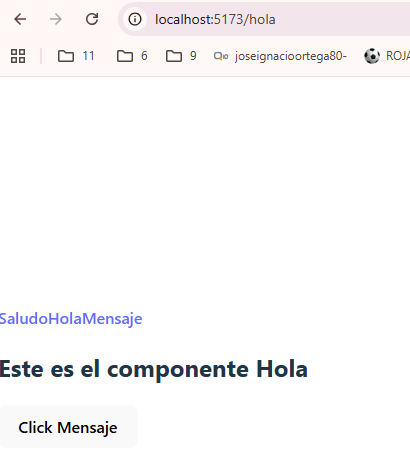 localhost:5173/hola
11 6 9 joseignacioortega80- ROJA
SaludoHolaMensaje
Este es el componente Hola
Click Mensaje